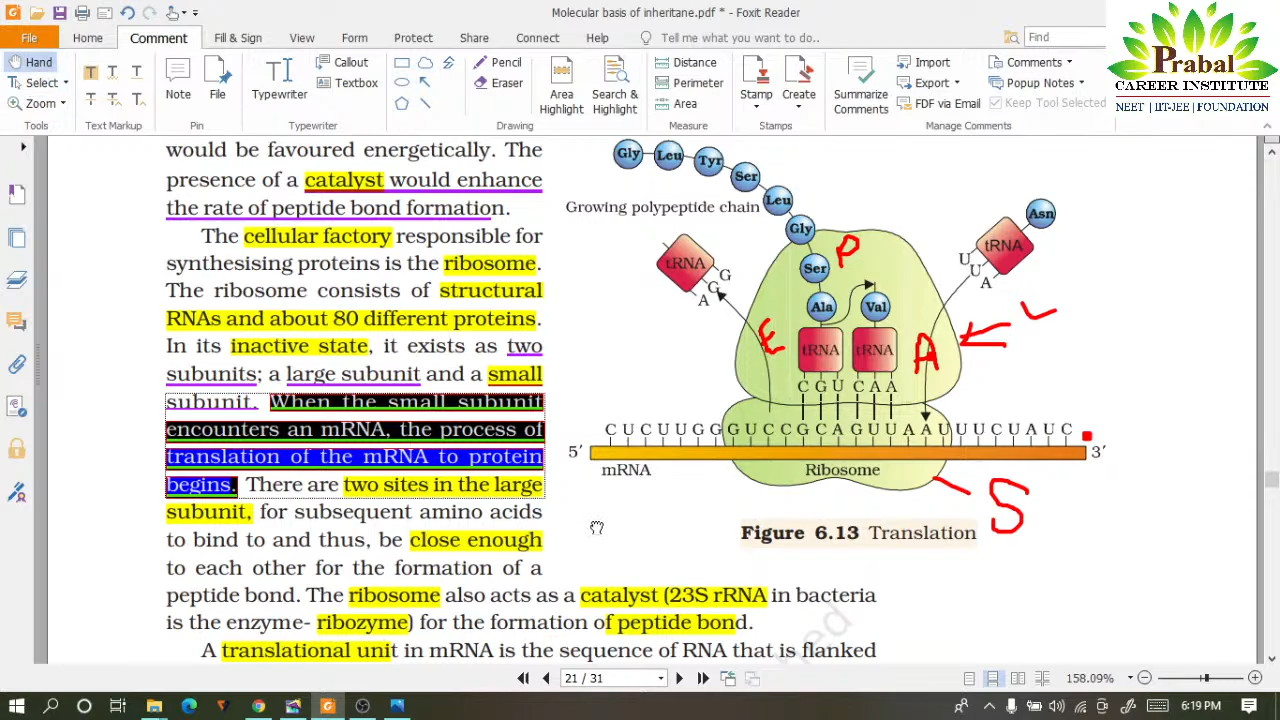 Molecular basis of inheritane.pdf * - Foxit Reader
File Home Comment Fill & Sign View Form Protect Share Connect Help Tell me what you want to do.. Find
Hand
Select
Zoom
Tools
T T T
T T T
Text Markup
Note File
Pin
Typewriter
Callout
Textbox
Typewriter
Pencil
Eraser
Drawing
Area Highlight
Search & Highlight
Distance
Perimeter
Area
Measure
Stamp Create
Stamps
Summarize Comments
Import
Export
FDF via Email
Comments
Popup Notes
Keep Tool Selected
Manage Comments
Prabal
CAREER INSTITUTE
NEET | IIT-JEE | FOUNDATION
would be favoured energetically. The
presence of a catalyst would enhance
the rate of peptide bond formation.
The cellular factory responsible for
synthesising proteins is the ribosome.
The ribosome consists of structural
RNAs and about 80 different proteins.
In its inactive state, it exists as two
subunits; a large subunit and a small
subunit. When the small subunit
encounters an mRNA, the process of
translation of the mRNA to protein
begins. There are two sites in the large
subunit, for subsequent amino acids
to bind to and thus, be close enough
to each other for the formation of a
peptide bond. The ribosome also acts as a catalyst (23S rRNA in bacteria
is the enzyme- ribozyme) for the formation of peptide bond.
A translational unit in mRNA is the sequence of RNA that is flanked
Gly Leu Tyr Ser Leu Gly Ser Ala Val
Growing polypeptide chain
Asn
tRNA
U U A
tRNA
A G G
P
E
A
tRNA tRNA
C G U C A A
C U C U U G G G U C C G C A G U U A A U U U C U A U C
5′ 3′
mRNA Ribosome
S
Figure 6.13 Translation
21 / 31
158.09%
6:19 PM